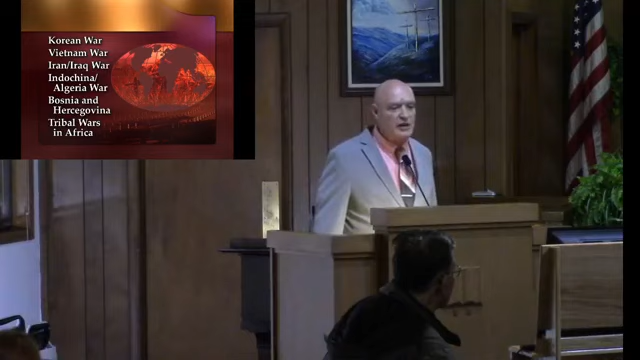 Korean War
Vietnam War
Iran/Iraq War
Indochina/
Algeria War
Bosnia and
Hercegovina
Tribal Wars
in Africa